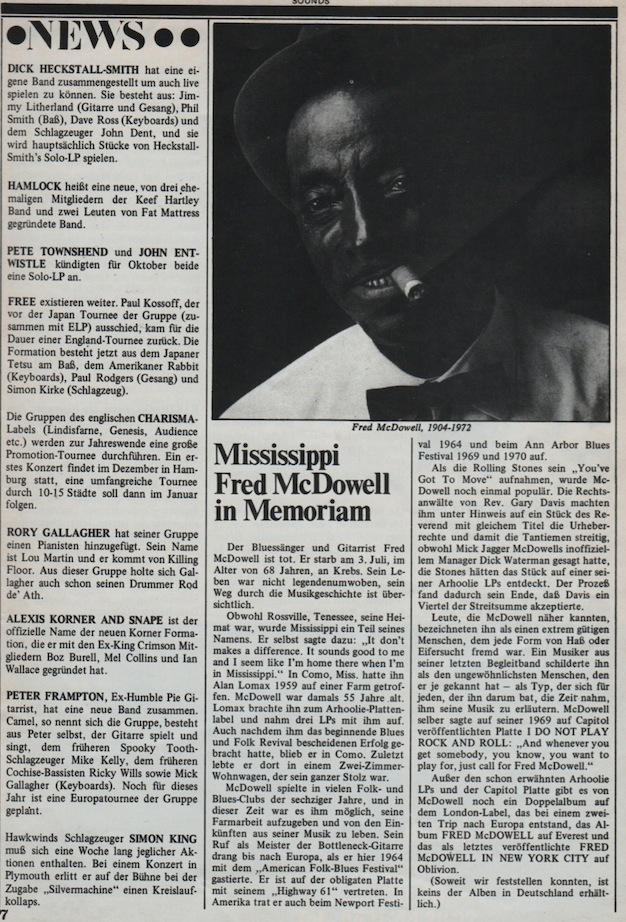 SOUNDS
●NEWS●●
DICK HECKSTALL-SMITH hat eine ei-
gene Band zusammengestellt um auch live
spielen zu können. Sie besteht aus: Jim-
my Litherland (Gitarre und Gesang), Phil
Smith (Baß), Dave Ross (Keyboards) und
dem Schlagzeuger John Dent, und sie
wird hauptsächlich Stücke von Heckstall-
Smith's Solo-LP spielen.
HAMLOCK heißt eine neue, von drei ehe-
maligen Mitgliedern der Keef Hartley
Band und zwei Leuten von Fat Mattress
gegründete Band.
PETE TOWNSHEND und JOHN ENT-
WISTLE kündigten für Oktober beide
eine Solo-LP an.
FREE existieren weiter. Paul Kossoff, der
vor der Japan Tournee der Gruppe (zu-
sammen mit ELP) ausschied, kam für die
Dauer einer England-Tournee zurück. Die
Formation besteht jetzt aus dem Japaner
Tetsu am Baß, dem Amerikaner Rabbit
(Keyboards), Paul Rodgers (Gesang) und
Simon Kirke (Schlagzeug).
Die Gruppen des englischen CHARISMA-
Labels (Lindisfarne, Genesis, Audience
etc.) werden zur Jahreswende eine große
Promotion-Tournee durchführen. Ein er-
stes Konzert findet im Dezember in Ham-
burg statt, eine umfangreiche Tournee
durch 10-15 Städte soll dann im Januar
folgen.
RORY GALLAGHER hat seiner Gruppe
einen Pianisten hinzugefügt. Sein Name
ist Lou Martin und er kommt von Killing
Floor. Aus dieser Gruppe holte sich Gal-
lagher auch schon seinen Drummer Rod
de' Ath.
ALEXIS KORNER AND SNAPE ist der
offizielle Name der neuen Korner Forma-
tion, die er mit den Ex-King Crimson Mit-
gliedern Boz Burell, Mel Collins und Ian
Wallace gegründet hat.
PETER FRAMPTON, Ex-Humble Pie Gi-
tarrist, hat eine neue Band zusammen.
Camel, so nennt sich die Gruppe, besteht
aus Peter selbst, der Gitarre spielt und
singt, dem früheren Spooky Tooth-
Schlagzeuger Mike Kelly, dem früheren
Cochise-Bassisten Ricky Wills sowie Mick
Gallagher (Keyboards). Noch für dieses
Jahr ist eine Europatournee der Gruppe
geplant.
Hawkwinds Schlagzeuger SIMON KING
muß sich eine Woche lang jeglicher Ak-
tionen enthalten. Bei einem Konzert in
Plymouth erlitt er auf der Bühne bei der
Zugabe „Silvermachine" einen Kreislauf-
kollaps.
7
Fred McDowell, 1904-1972
Mississippi
Fred McDowell
in Memoriam
Der Bluessänger und Gitarrist Fred
McDowell ist tot. Er starb am 3. Juli, im
Alter von 68 Jahren, an Krebs. Sein Le-
ben war nicht legendenumwoben, sein
Weg durch die Musikgeschichte ist über-
sichtlich.
Obwohl Rossville, Tenessee, seine Hei-
mat war, wurde Mississippi ein Teil seines
Namens. Er selbst sagte dazu: „It don't
makes a difference. It sounds good to me
and I seem like I'm home there when I'm
in Mississippi." In Como, Miss. hatte ihn
Alan Lomax 1959 auf einer Farm getrof-
fen. McDowell war damals 55 Jahre alt.
Lomax brachte ihn zum Arhoolie-Platten-
label und nahm drei LPs mit ihm auf.
Auch nachdem ihm das beginnende Blues
und Folk Revival bescheidenen Erfolg ge-
bracht hatte, blieb er in Como. Zuletzt
lebte er dort in einem Zwei-Zimmer-
Wohnwagen, der sein ganzer Stolz war.
McDowell spielte in vielen Folk- und
Blues-Clubs der sechziger Jahre, und in
dieser Zeit war es ihm möglich, seine
Farmarbeit aufzugeben und von den Ein-
künften aus seiner Musik zu leben. Sein
Ruf als Meister der Bottleneck-Gitarre
drang bis nach Europa, als er hier 1964
mit dem „American Folk-Blues Festival"
gastierte. Er ist auf der obligaten Platte
mit seinem „Highway 61" vertreten. In
Amerika trat er auch beim Newport Festi-
val 1964 und beim Ann Arbor Blues
Festival 1969 und 1970 auf.
Als die Rolling Stones sein „You've
Got To Move" aufnahmen, wurde Mc-
Dowell noch einmal populär. Die Rechts-
anwälte von Rev. Gary Davis machten
ihm unter Hinweis auf ein Stück des Re-
verend mit gleichem Titel die Urheber-
rechte und damit die Tantiemen streitig,
obwohl Mick Jagger McDowells inoffiziel-
lem Manager Dick Waterman gesagt hatte,
die Stones hätten das Stück auf einer sei-
ner Arhoolie LPs entdeckt. Der Prozeß
fand dadurch sein Ende, daß Davis ein
Viertel der Streitsumme akzeptierte.
Leute, die McDowell näher kannten,
bezeichneten ihn als einen extrem gütigen
Menschen, dem jede Form von Haß oder
Eifersucht fremd war. Ein Musiker aus
seiner letzten Begleitband schilderte ihn
als den ungewöhnlichsten Menschen, den
er je gekannt hat – als Typ, der sich für
jeden, der ihn darum bat, die Zeit nahm,
ihm seine Musik zu erläutern. McDowell
selber sagte auf seiner 1969 auf Capitol
veröffentlichten Platte I DO NOT PLAY
ROCK AND ROLL: „And whenever you
get somebody, you know, you want to
play for, just call for Fred McDowell."
Außer den schon erwähnten Arhoolie
LPs und der Capitol Platte gibt es von
McDowell noch ein Doppelalbum auf
dem London-Label, das bei einem zwei-
ten Trip nach Europa entstand, das Al-
bum FRED McDOWELL auf Everest und
das als letztes veröffentlichte FRED
McDOWELL IN NEW YORK CITY auf
Oblivion.
(Soweit wir feststellen konnten, ist
keins der Alben in Deutschland erhält-
lich.)